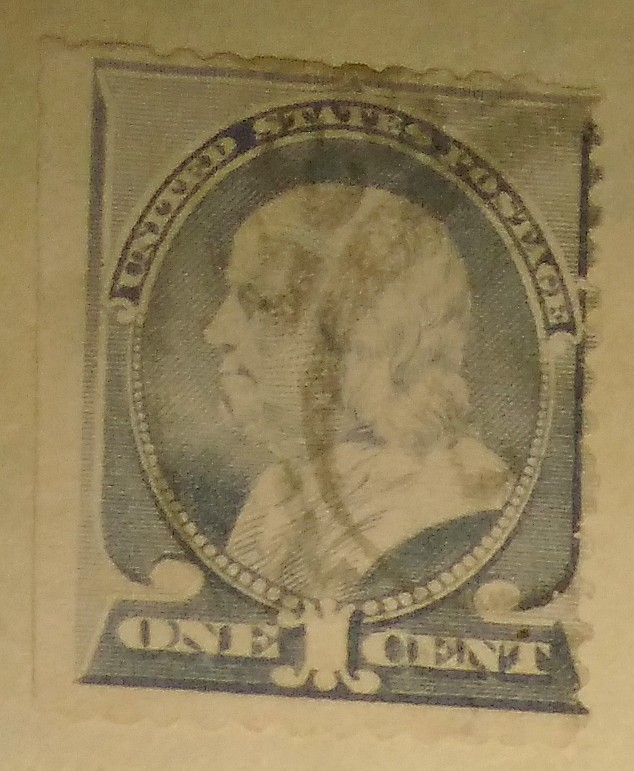 UNITED STATES POSTAGE
ONE 1 CENT